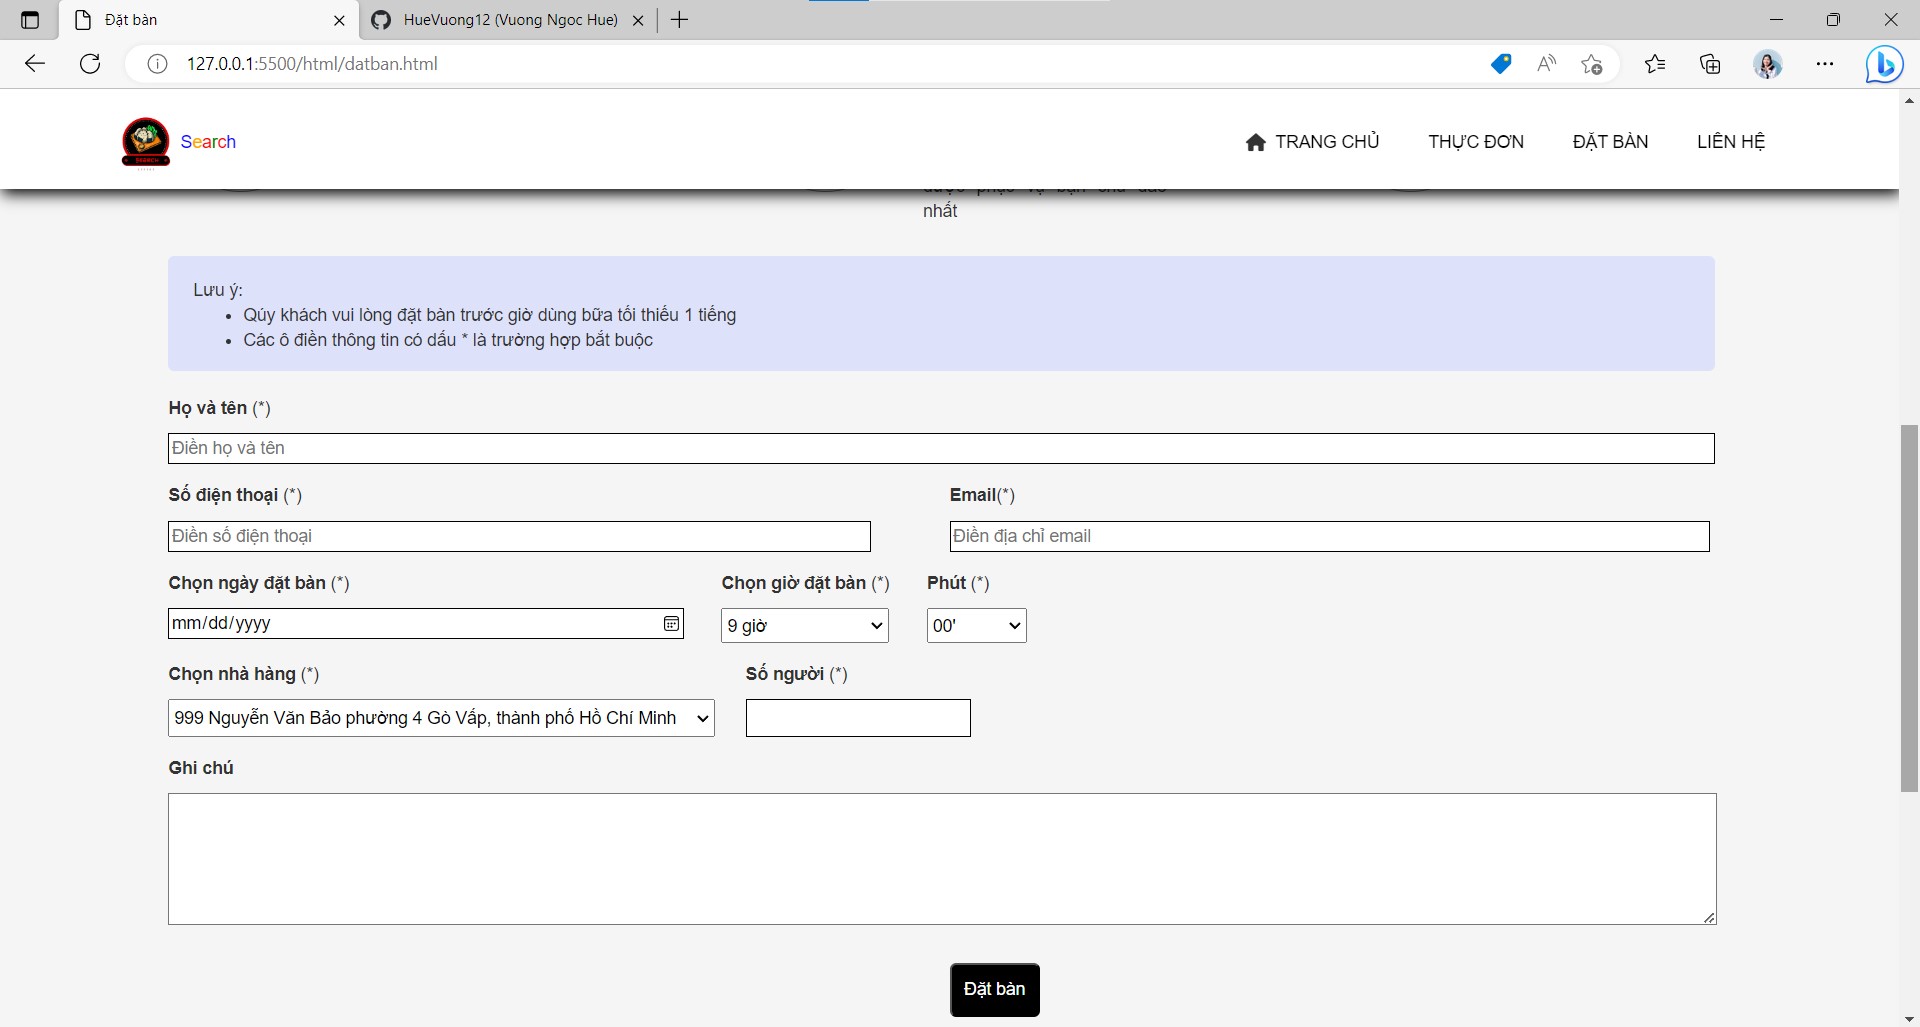 Đặt bàn
HueVuong12 (Vuong Ngoc Hue)
127.0.0.1:5500/html/datban.html
Search
TRANG CHỦ
THỰC ĐƠN
ĐẶT BÀN
LIÊN HỆ
nhất
Lưu ý:
Qúy khách vui lòng đặt bàn trước giờ dùng bữa tối thiểu 1 tiếng
Các ô điền thông tin có dấu * là trường hợp bắt buộc
Họ và tên (*)
Điền họ và tên
Số điện thoại (*)
Email(*)
Điền số điện thoại
Điền địa chỉ email
Chọn ngày đặt bàn (*)
Chọn giờ đặt bàn (*)
Phút (*)
mm/dd/yyyy
9 giờ
00'
Chọn nhà hàng (*)
Số người (*)
999 Nguyễn Văn Bảo phường 4 Gò Vấp, thành phố Hồ Chí Minh
Ghi chú
Đặt bàn